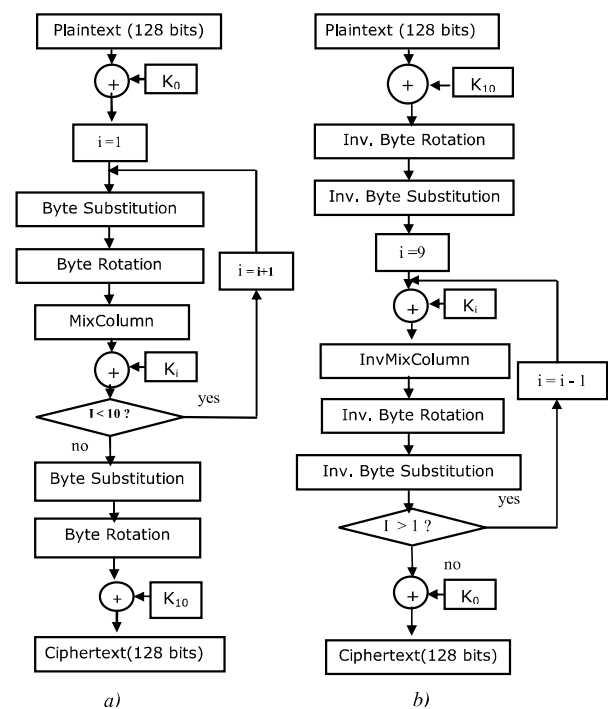 Plaintext (128 bits)
+
K0
i =1
Byte Substitution
Byte Rotation
i = i+1
MixColumn
+
Ki
I < 10 ?
yes
no
Byte Substitution
Byte Rotation
+
K10
Ciphertext(128 bits)
a)
Plaintext (128 bits)
+
K10
Inv. Byte Rotation
Inv. Byte Substitution
i =9
+
Ki
InvMixColumn
i = i - 1
Inv. Byte Rotation
Inv. Byte Substitution
yes
I > 1 ?
no
+
K0
Ciphertext(128 bits)
b)